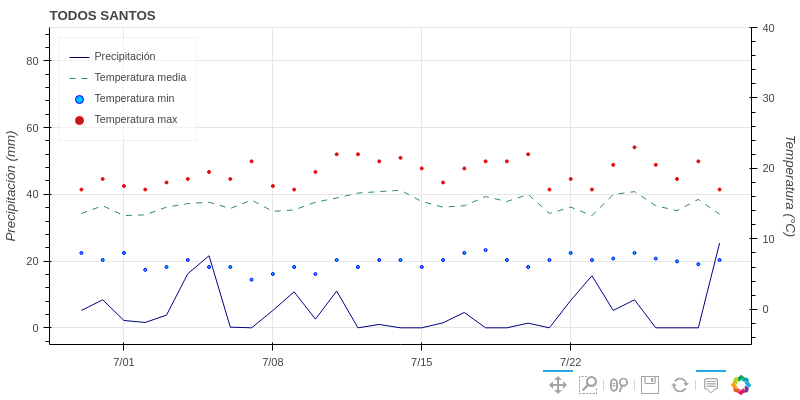 TODOS SANTOS
Precipitación
Temperatura media
Temperatura min
Temperatura max
Precipitación (mm)
80
60
40
20
0
Temperatura (°C)
40
30
20
10
0
7/01
7/08
7/15
7/22